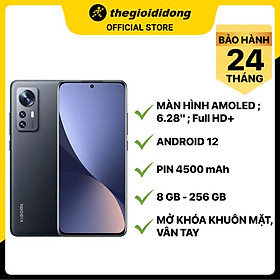 thegioididong
OFFICIAL STORE
BẢO HÀNH
24
THÁNG
MÀN HÌNH AMOLED ;
6.28" ; Full HD+
ANDROID 12
PIN 4500 mAh
8 GB - 256 GB
MỞ KHÓA KHUÔN MẶT,
VÂN TAY
xiaomi